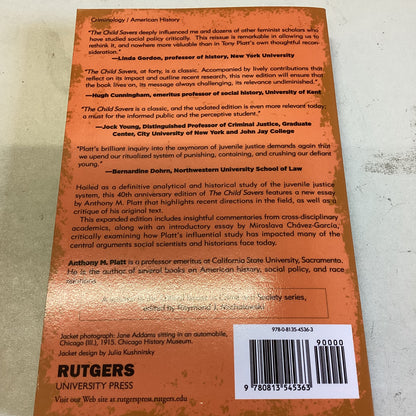 Criminology / American History
"The Child Savers deeply influenced me and dozens of other feminist scholars who
have studied social policy critically. This reissue is remarkable in allowing us to
rethink it, and nowhere more valuable than in Tony Platt's own thoughtful recon-
sideration."
—Linda Gordon, professor of history, New York University
"The Child Savers, at forty, is a classic. Accompanied by lively contributions that
reflect on its impact and outline recent research, this new edition will ensure that
the book lives on, its message always challenging, its relevance undiminished."
—Hugh Cunningham, emeritus professor of social history, University of Kent
"The Child Savers is a classic, and the updated edition is even more relevant today;
a must for the informed public and the perceptive student."
—Jock Young, Distinguished Professor of Criminal Justice, Graduate
Center, City University of New York and John Jay College
"Platt's brilliant inquiry into the oxymoron of juvenile justice demands again that
we upend our ritualized system of punishing, containing, and crushing our defiant
young."
—Bernardine Dohrn, Northwestern University School of Law
Hailed as a definitive analytical and historical study of the juvenile justice
system, this 40th anniversary edition of The Child Savers features a new essay
by Anthony M. Platt that highlights recent directions in the field, as well as a
critique of his original text.
This expanded edition includes insightful commentaries from cross-disciplinary
academics, along with an introductory essay by Miroslava Chávez-García,
critically examining how Platt's influential study has impacted many of the
central arguments social scientists and historians face today.
Anthony M. Platt is a professor emeritus at California State University, Sacramento.
He is the author of several books on American history, social policy, and race
relations.
Society series,
edited by Raymond J. Michalowski
Jacket photograph: Jane Addams sitting in an automobile,
Chicago (Ill.), 1915. Chicago History Museum.
Jacket design by Julia Kushnirsky
RUTGERS
UNIVERSITY PRESS
Visit our Web site at rutgerspress.rutgers.edu
978-0-8135-4536-3
90000
9 780813 545363